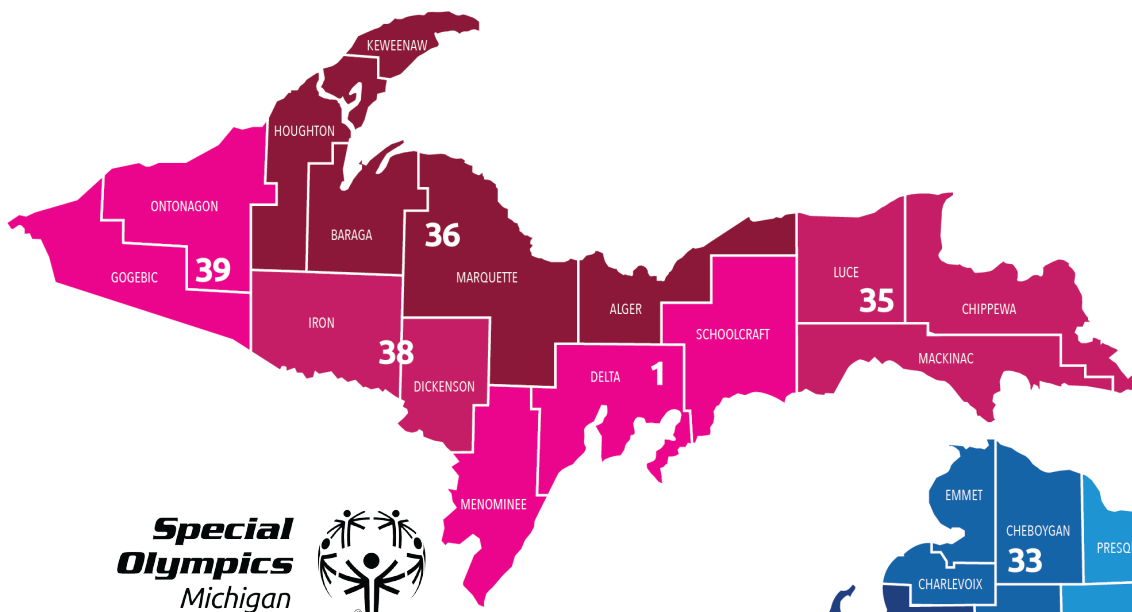 KEWEENAW
HOUGHTON
ONTONAGON
BARAGA
36
GOGEBIC
39
MARQUETTE
LUCE
35
ALGER
CHIPPEWA
IRON
SCHOOLCRAFT
38
MACKINAC
DICKENSON
DELTA
1
MENOMINEE
EMMET
CHEBOYGAN
33
PRESQ
CHARLEVOIX
Special
Olympics
Michigan
®